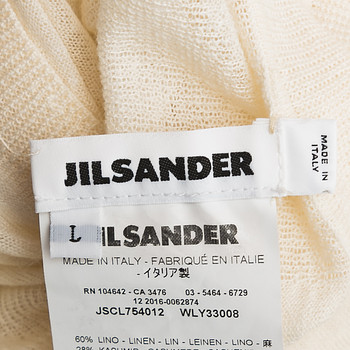 JILSANDER
MADE IN
ITALY
L
JILSANDER
MADE IN ITALY - FABRIQUÉ EN ITALIE
- イタリア製
RN 104642 - CA 3476 03 - 5464 - 6729
12 2016-0062874
JSCL754012 WLY33008
60% LINO - LINEN - LIN - LEINEN - LINO - 麻